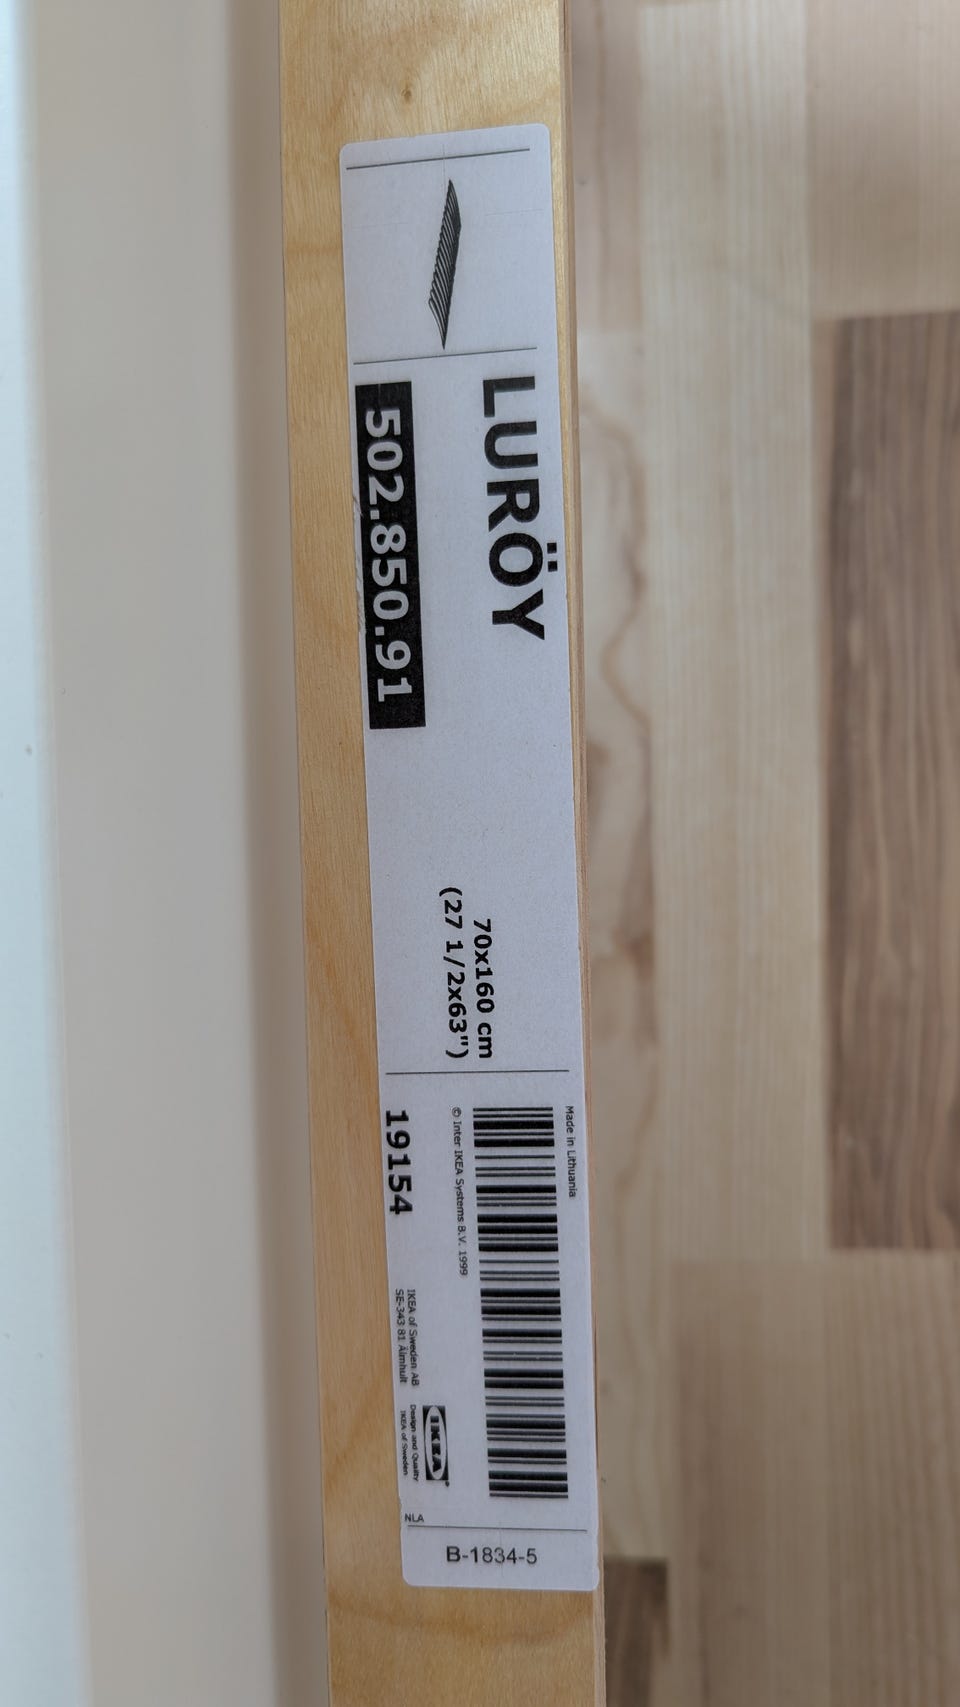 LURÖY
502.850.91
70x160 cm
(27 1/2x63")
Made in Lithuania
© Inter IKEA Systems B.V. 1999
19154
IKEA of Sweden AB
SE-343 81 Älmhult
IKEA
Design and Quality
IKEA of Sweden
NLA
B-1834-5